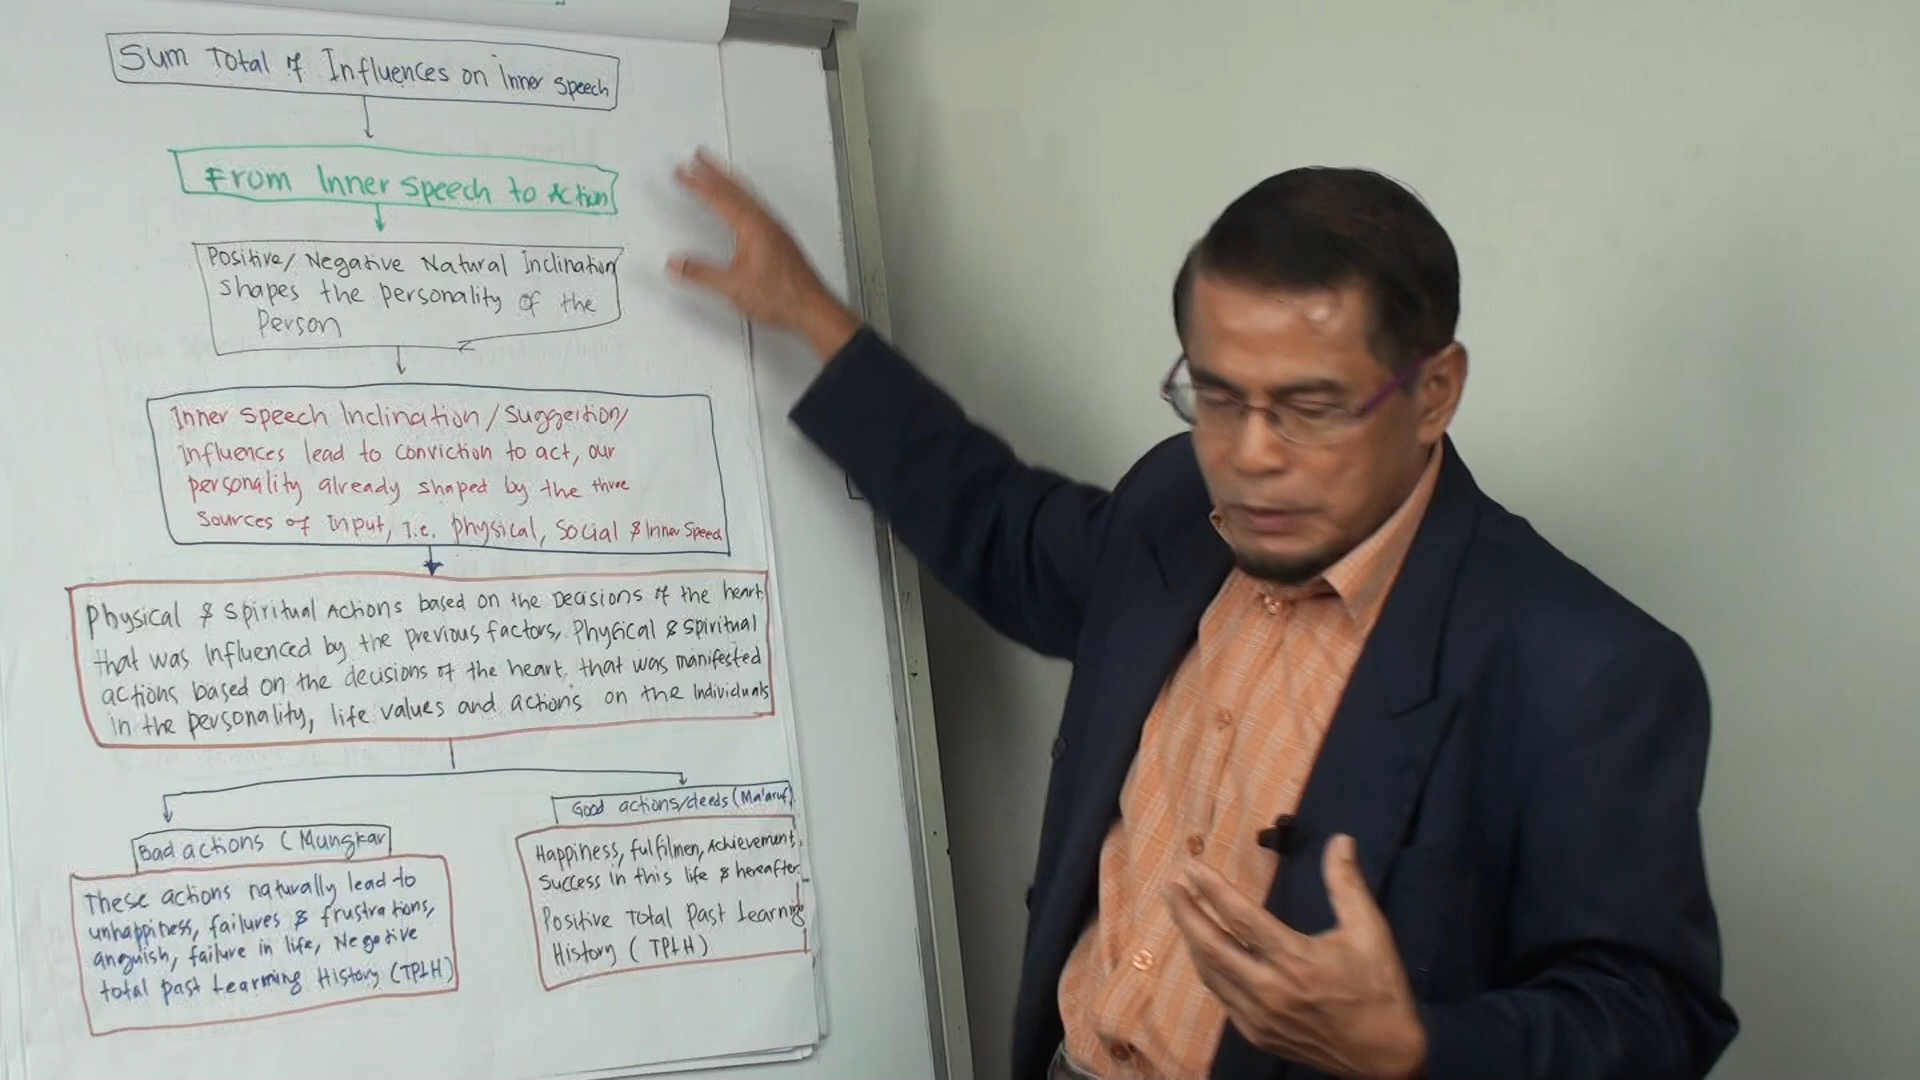 Sum Total of Influences on Inner Speech
From Inner Speech to Action
Positive/Negative Natural Inclination
shapes the personality of the
Person
Inner Speech Inclination/Suggestion/
Influences lead to conviction to act, our
personality already shaped by the three
sources of Input, I.e. physical, Social & Inner Speech
Physical & Spiritual Actions based on the Decisions of the heart,
that was Influenced by the previous factors, Physical & Spiritual
actions based on the decisions of the heart, that was manifested
in the personality, life values and actions on the Individuals
Good actions/deeds (Ma'aruf).
Happiness, fulfilmen, Achievement,
Success in this life & hereafter.
Positive Total Past Learning
History (TPLH)
Bad actions (Mungkar
These actions naturally lead to
unhappiness, failures & frustrations,
anguish, failure in life, Negative
total past Learning History (TPLH)